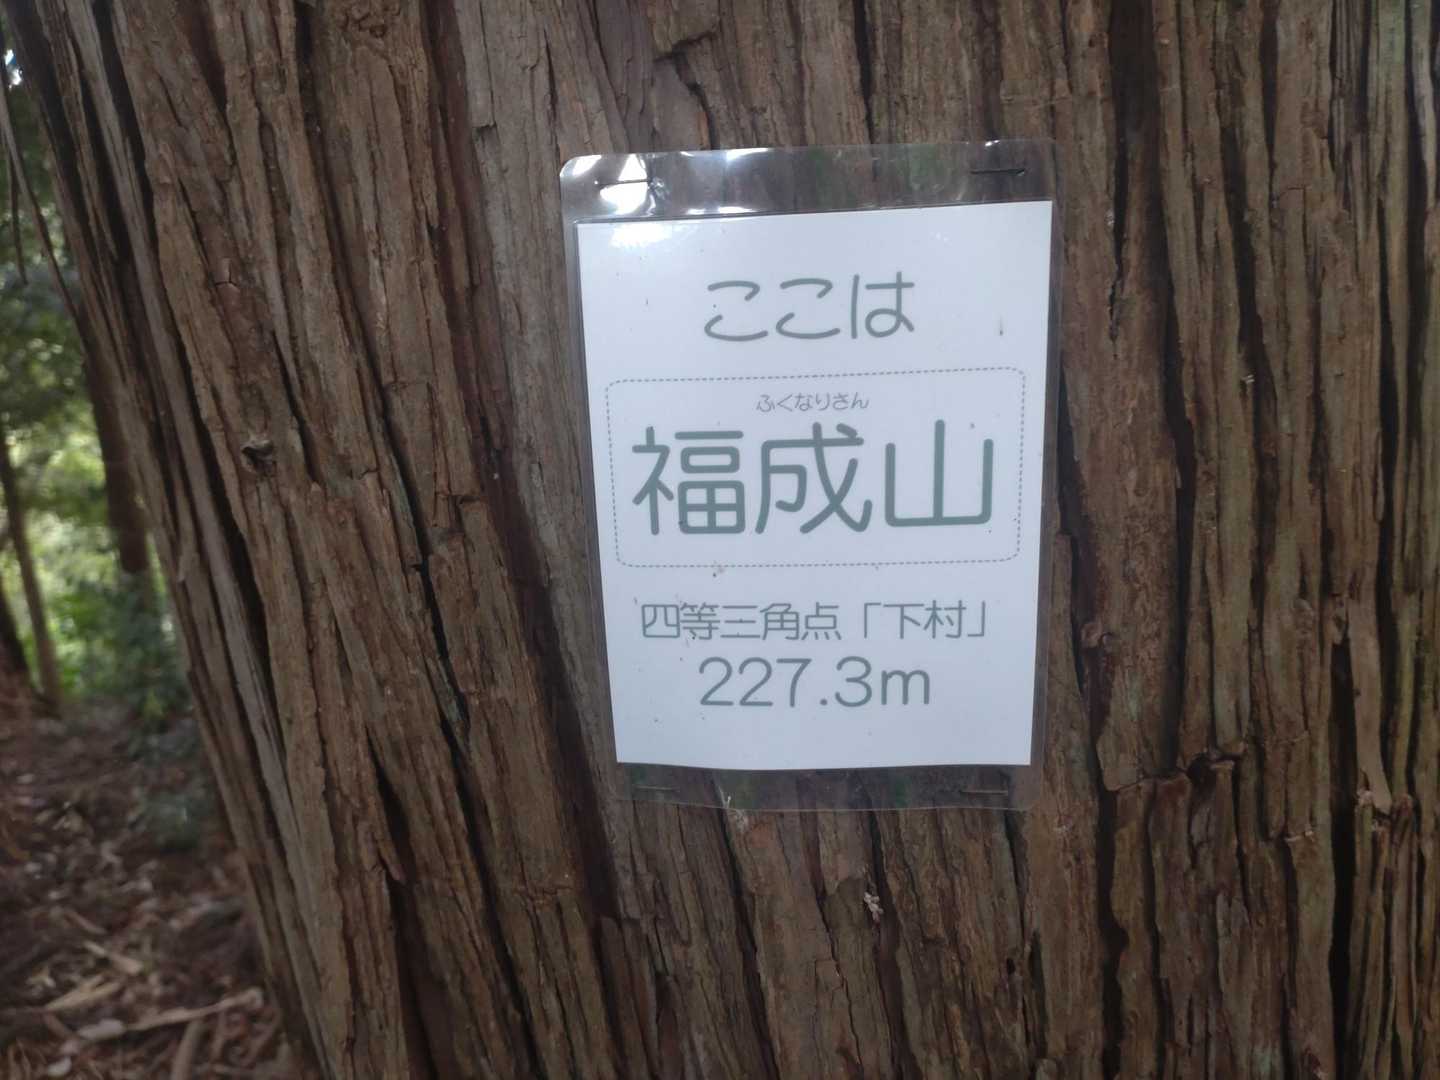 ここは
ふくなりさん
福成山
四等三角点「下村」
227.3m